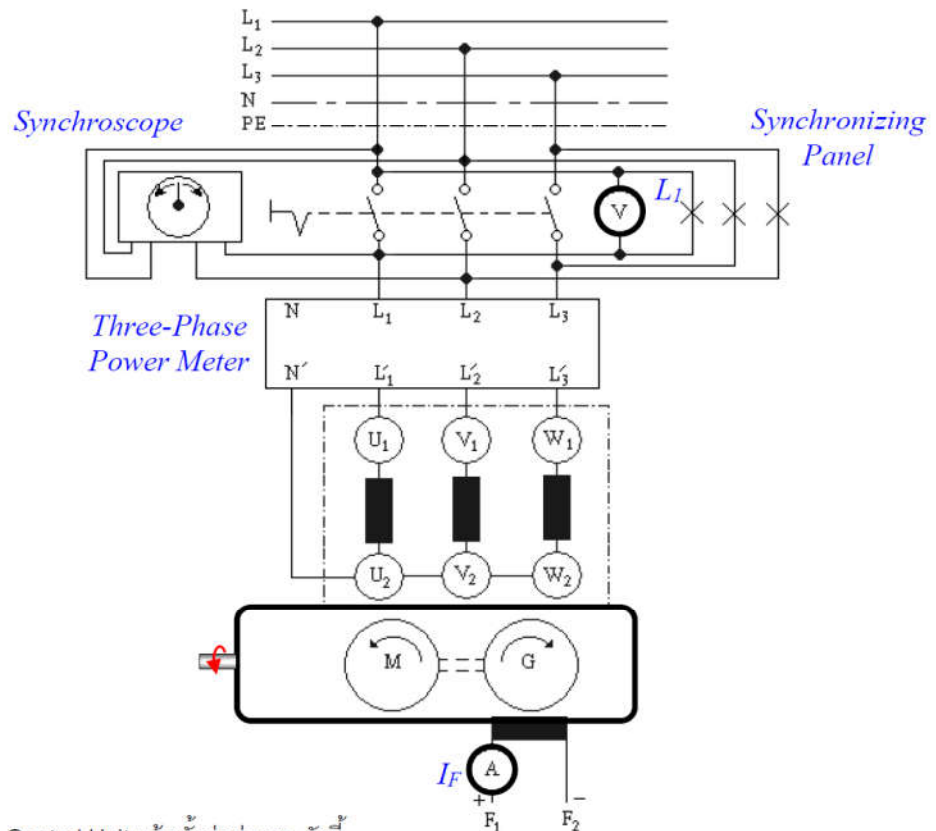 L1
L2
L3
N
PE
Synchroscope
Synchronizing
Panel
V
L1
N L1 L2 L3
Three-Phase
Power Meter
N´ L´1 L´2 L´3
U1 V1 W1
U2 V2 W2
M G
IF A
+ −
F1 F2